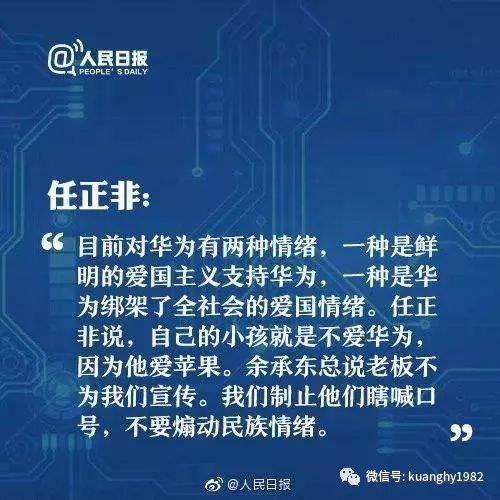 @人民日报
PEOPLE'S DAILY
任正非：
“目前对华为有两种情绪，一种是鲜
明的爱国主义支持华为，一种是华
为绑架了全社会的爱国情绪。任正
非说，自己的小孩就是不爱华为，
因为他爱苹果。余承东总说老板不
为我们宣传。我们制止他们瞎喊口
号，不要煽动民族情绪。”
@人民日报
微信号: kuanghy1982